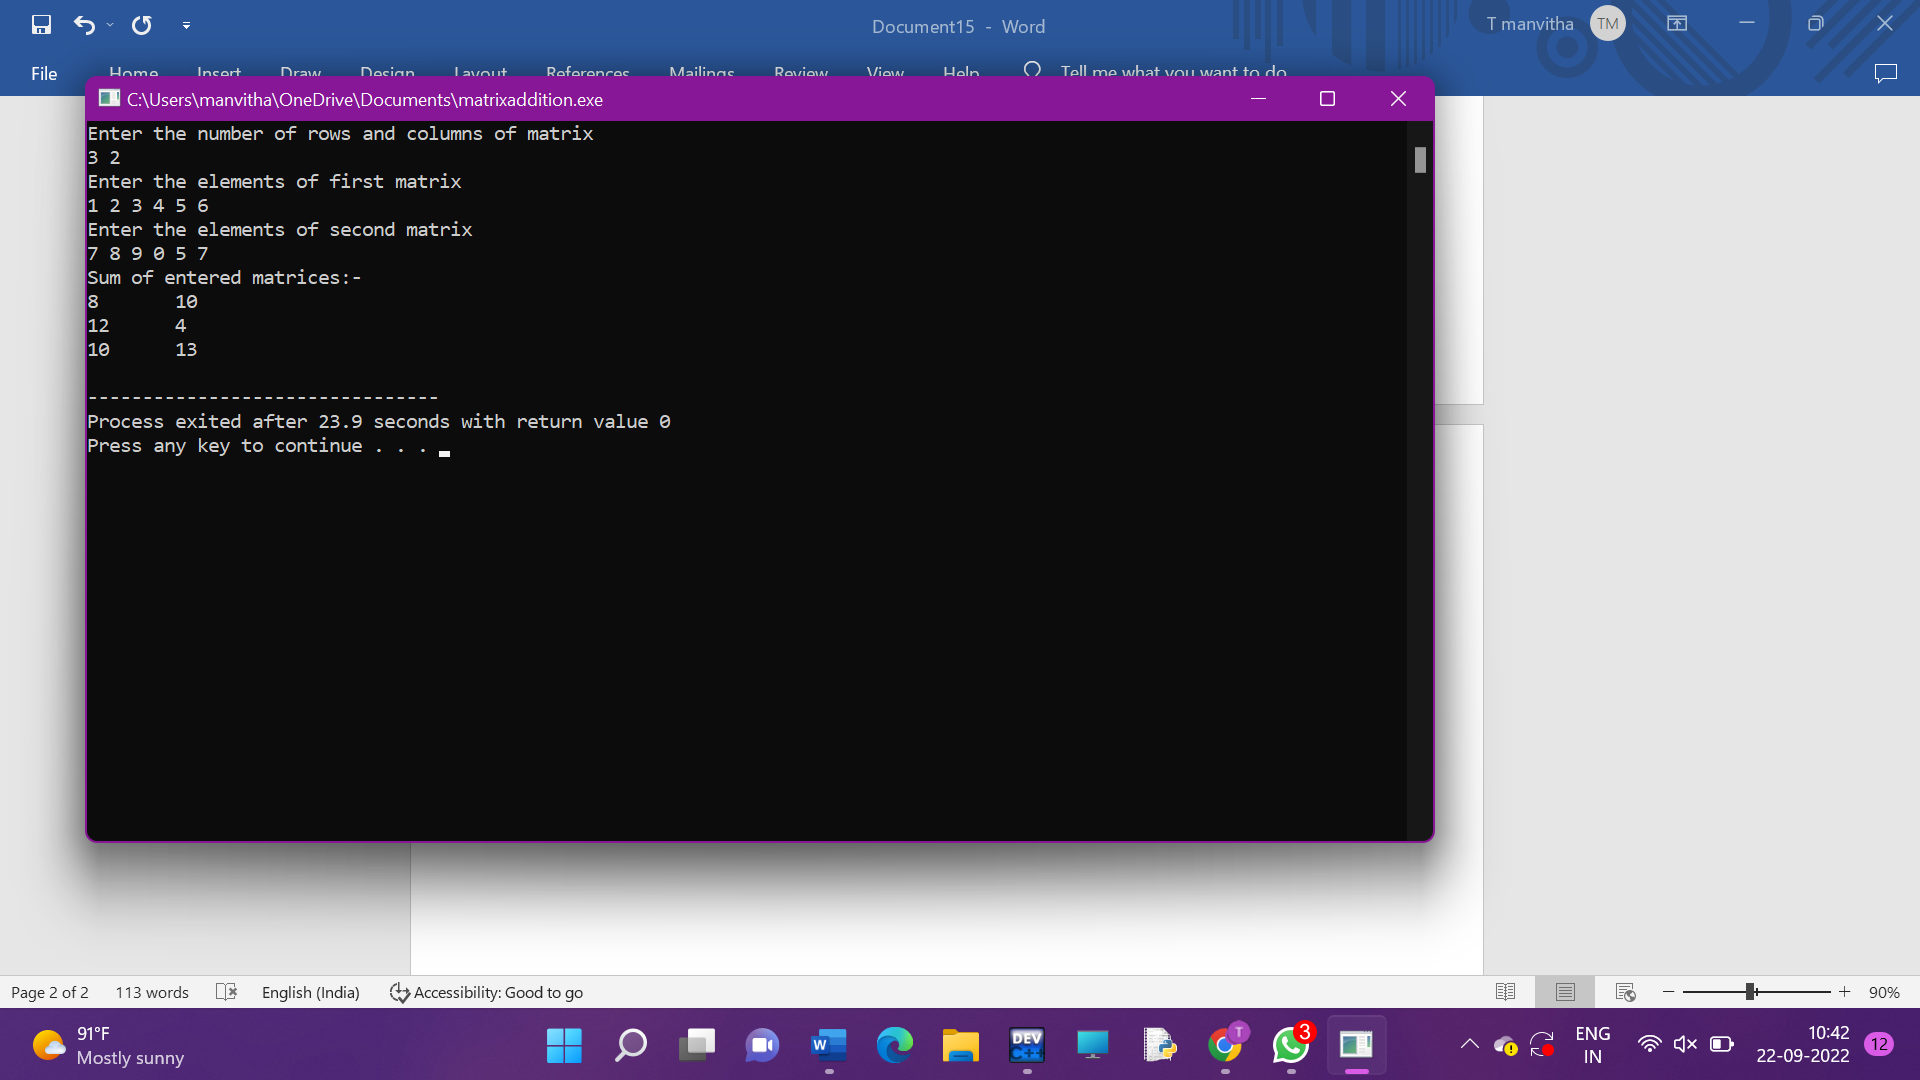 Document15 - Word
T manvitha TM
File Home Insert Draw Design Layout References Mailings Review View Help Tell me what you want to do
C:\Users\manvitha\OneDrive\Documents\matrixaddition.exe
Enter the number of rows and columns of matrix
3 2
Enter the elements of first matrix
1 2 3 4 5 6
Enter the elements of second matrix
7 8 9 0 5 7
Sum of entered matrices:-
8 10
12 4
10 13
--------------------------------
Process exited after 23.9 seconds with return value 0
Press any key to continue . . .
Page 2 of 2 113 words English (India) Accessibility: Good to go 90%
91°F
Mostly sunny
W
DEV
C++
T
3
ENG
IN
10:42
22-09-2022
12